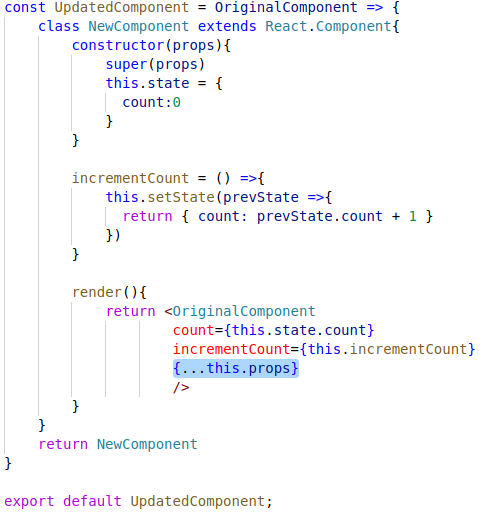 const UpdatedComponent = OriginalComponent => {
    class NewComponent extends React.Component{
        constructor(props){
            super(props)
            this.state = {
              count:0
            }
        }

        incrementCount = () =>{
            this.setState(prevState =>{
              return { count: prevState.count + 1 }
            })
        }

        render(){
            return <OriginalComponent
                    count={this.state.count}
                    incrementCount={this.incrementCount}
                    {...this.props}
                    />
        }
    }
    return NewComponent
}

export default UpdatedComponent;